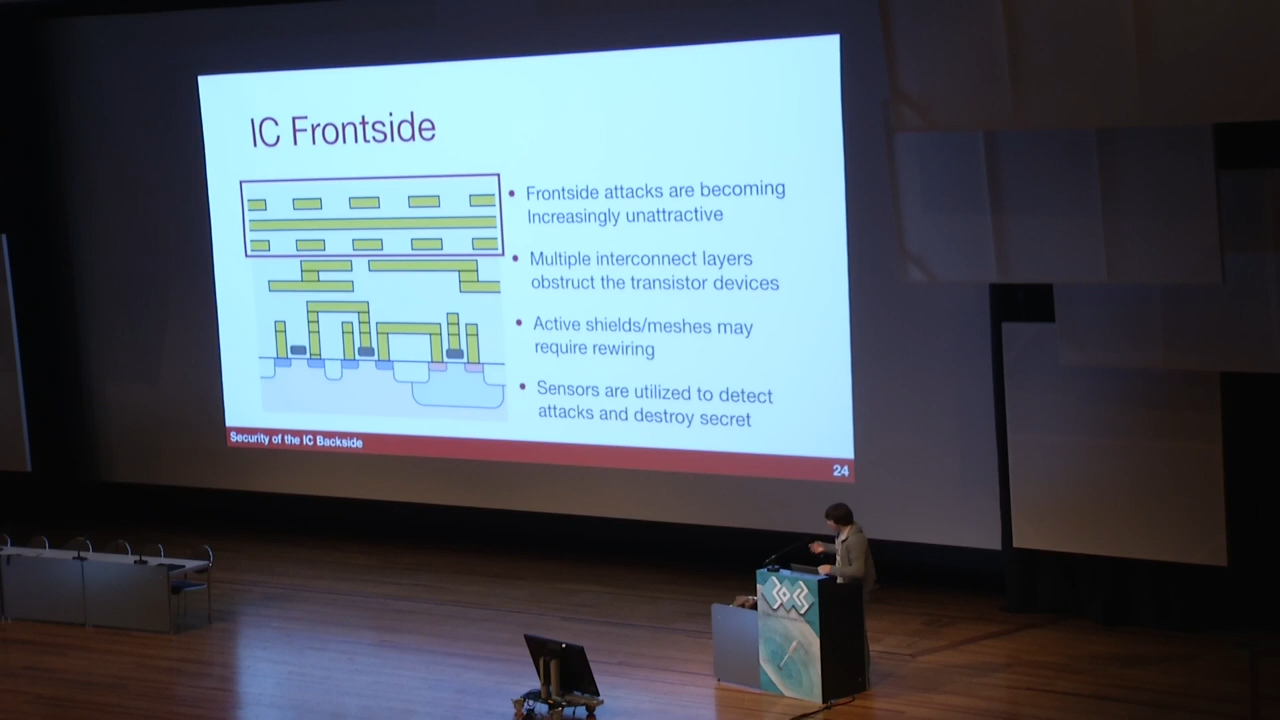 IC Frontside
Frontside attacks are becoming
Increasingly unattractive
Multiple interconnect layers
obstruct the transistor devices
Active shields/meshes may
require rewiring
Sensors are utilized to detect
attacks and destroy secret
Security of the IC Backside
24
30C3